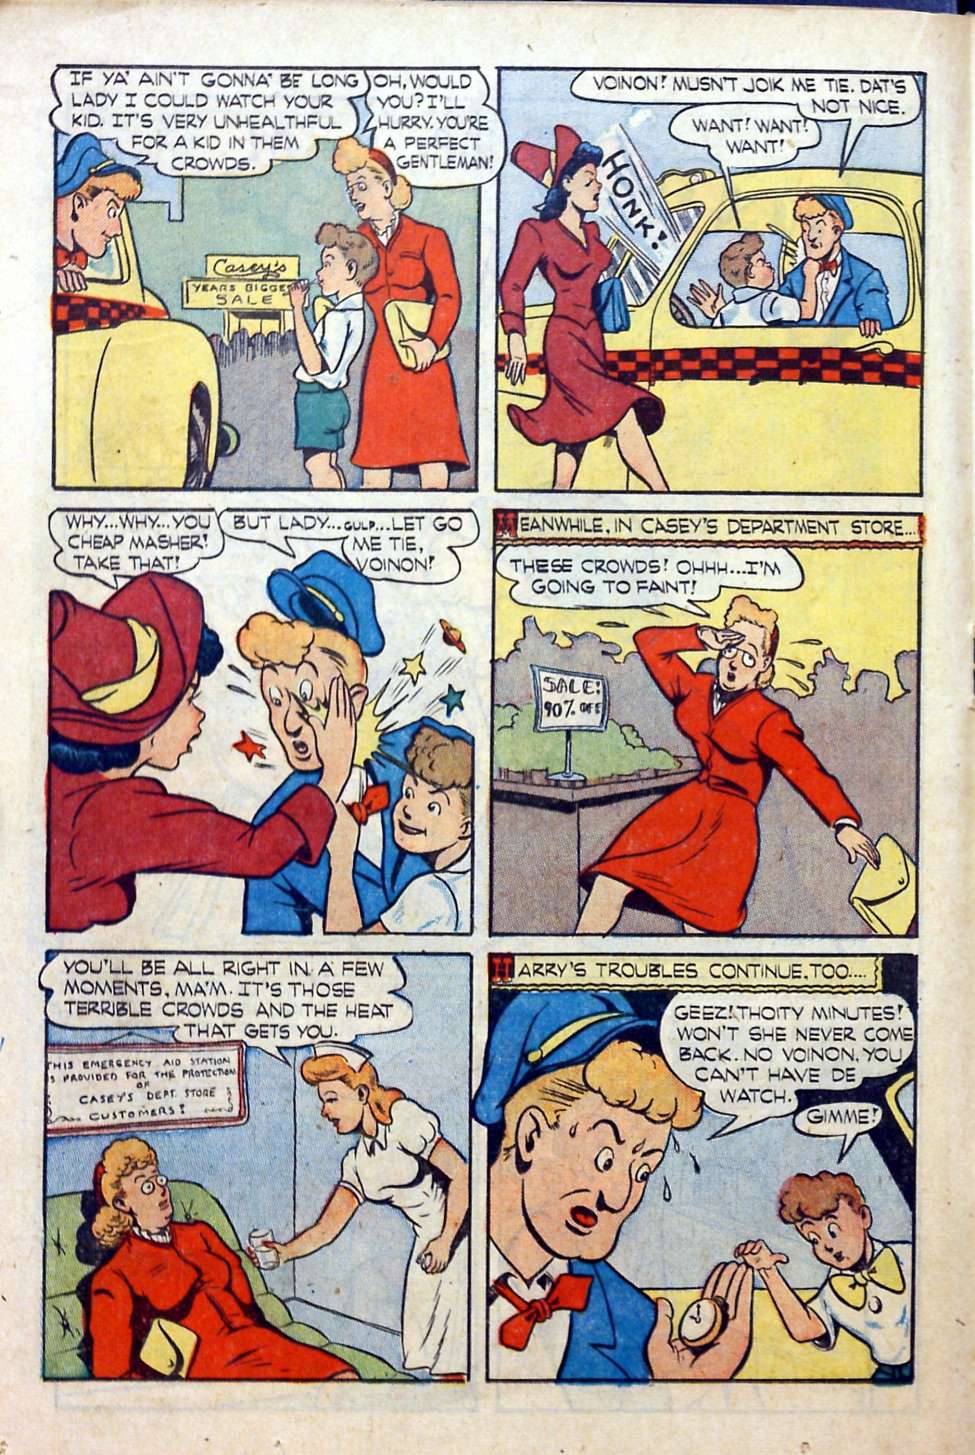 IF YA' AIN'T GONNA' BE LONG
LADY I COULD WATCH YOUR
KID. IT'S VERY UNHEALTHFUL
FOR A KID IN THEM
CROWDS.
OH, WOULD
YOU? I'LL
HURRY. YOU'RE
A PERFECT
GENTLEMAN!
Casey's
YEARS BIGGES
SALE
VOINON! MUSN'T JOIK ME TIE. DAT'S
NOT NICE.
WANT! WANT!
WANT!
HONK!
WHY...WHY...YOU
CHEAP MASHER!
TAKE THAT!
BUT LADY...GULP...LET GO
ME TIE,
VOINON!
MEANWHILE, IN CASEY'S DEPARTMENT STORE...
THESE CROWDS! OHHH...I'M
GOING TO FAINT!
SALE!
90% OFF
YOU'LL BE ALL RIGHT IN A FEW
MOMENTS, MA'M. IT'S THOSE
TERRIBLE CROWDS AND THE HEAT
THAT GETS YOU.
THIS EMERGENCY AID STATION
IS PROVIDED FOR THE PROTECTION
OF
CASEY'S DEPT. STORE
CUSTOMERS!
HARRY'S TROUBLES CONTINUE, TOO....
GEEZ! THOITY MINUTES!
WON'T SHE NEVER COME
BACK. NO VOINON, YOU
CAN'T HAVE DE
WATCH.
GIMME!